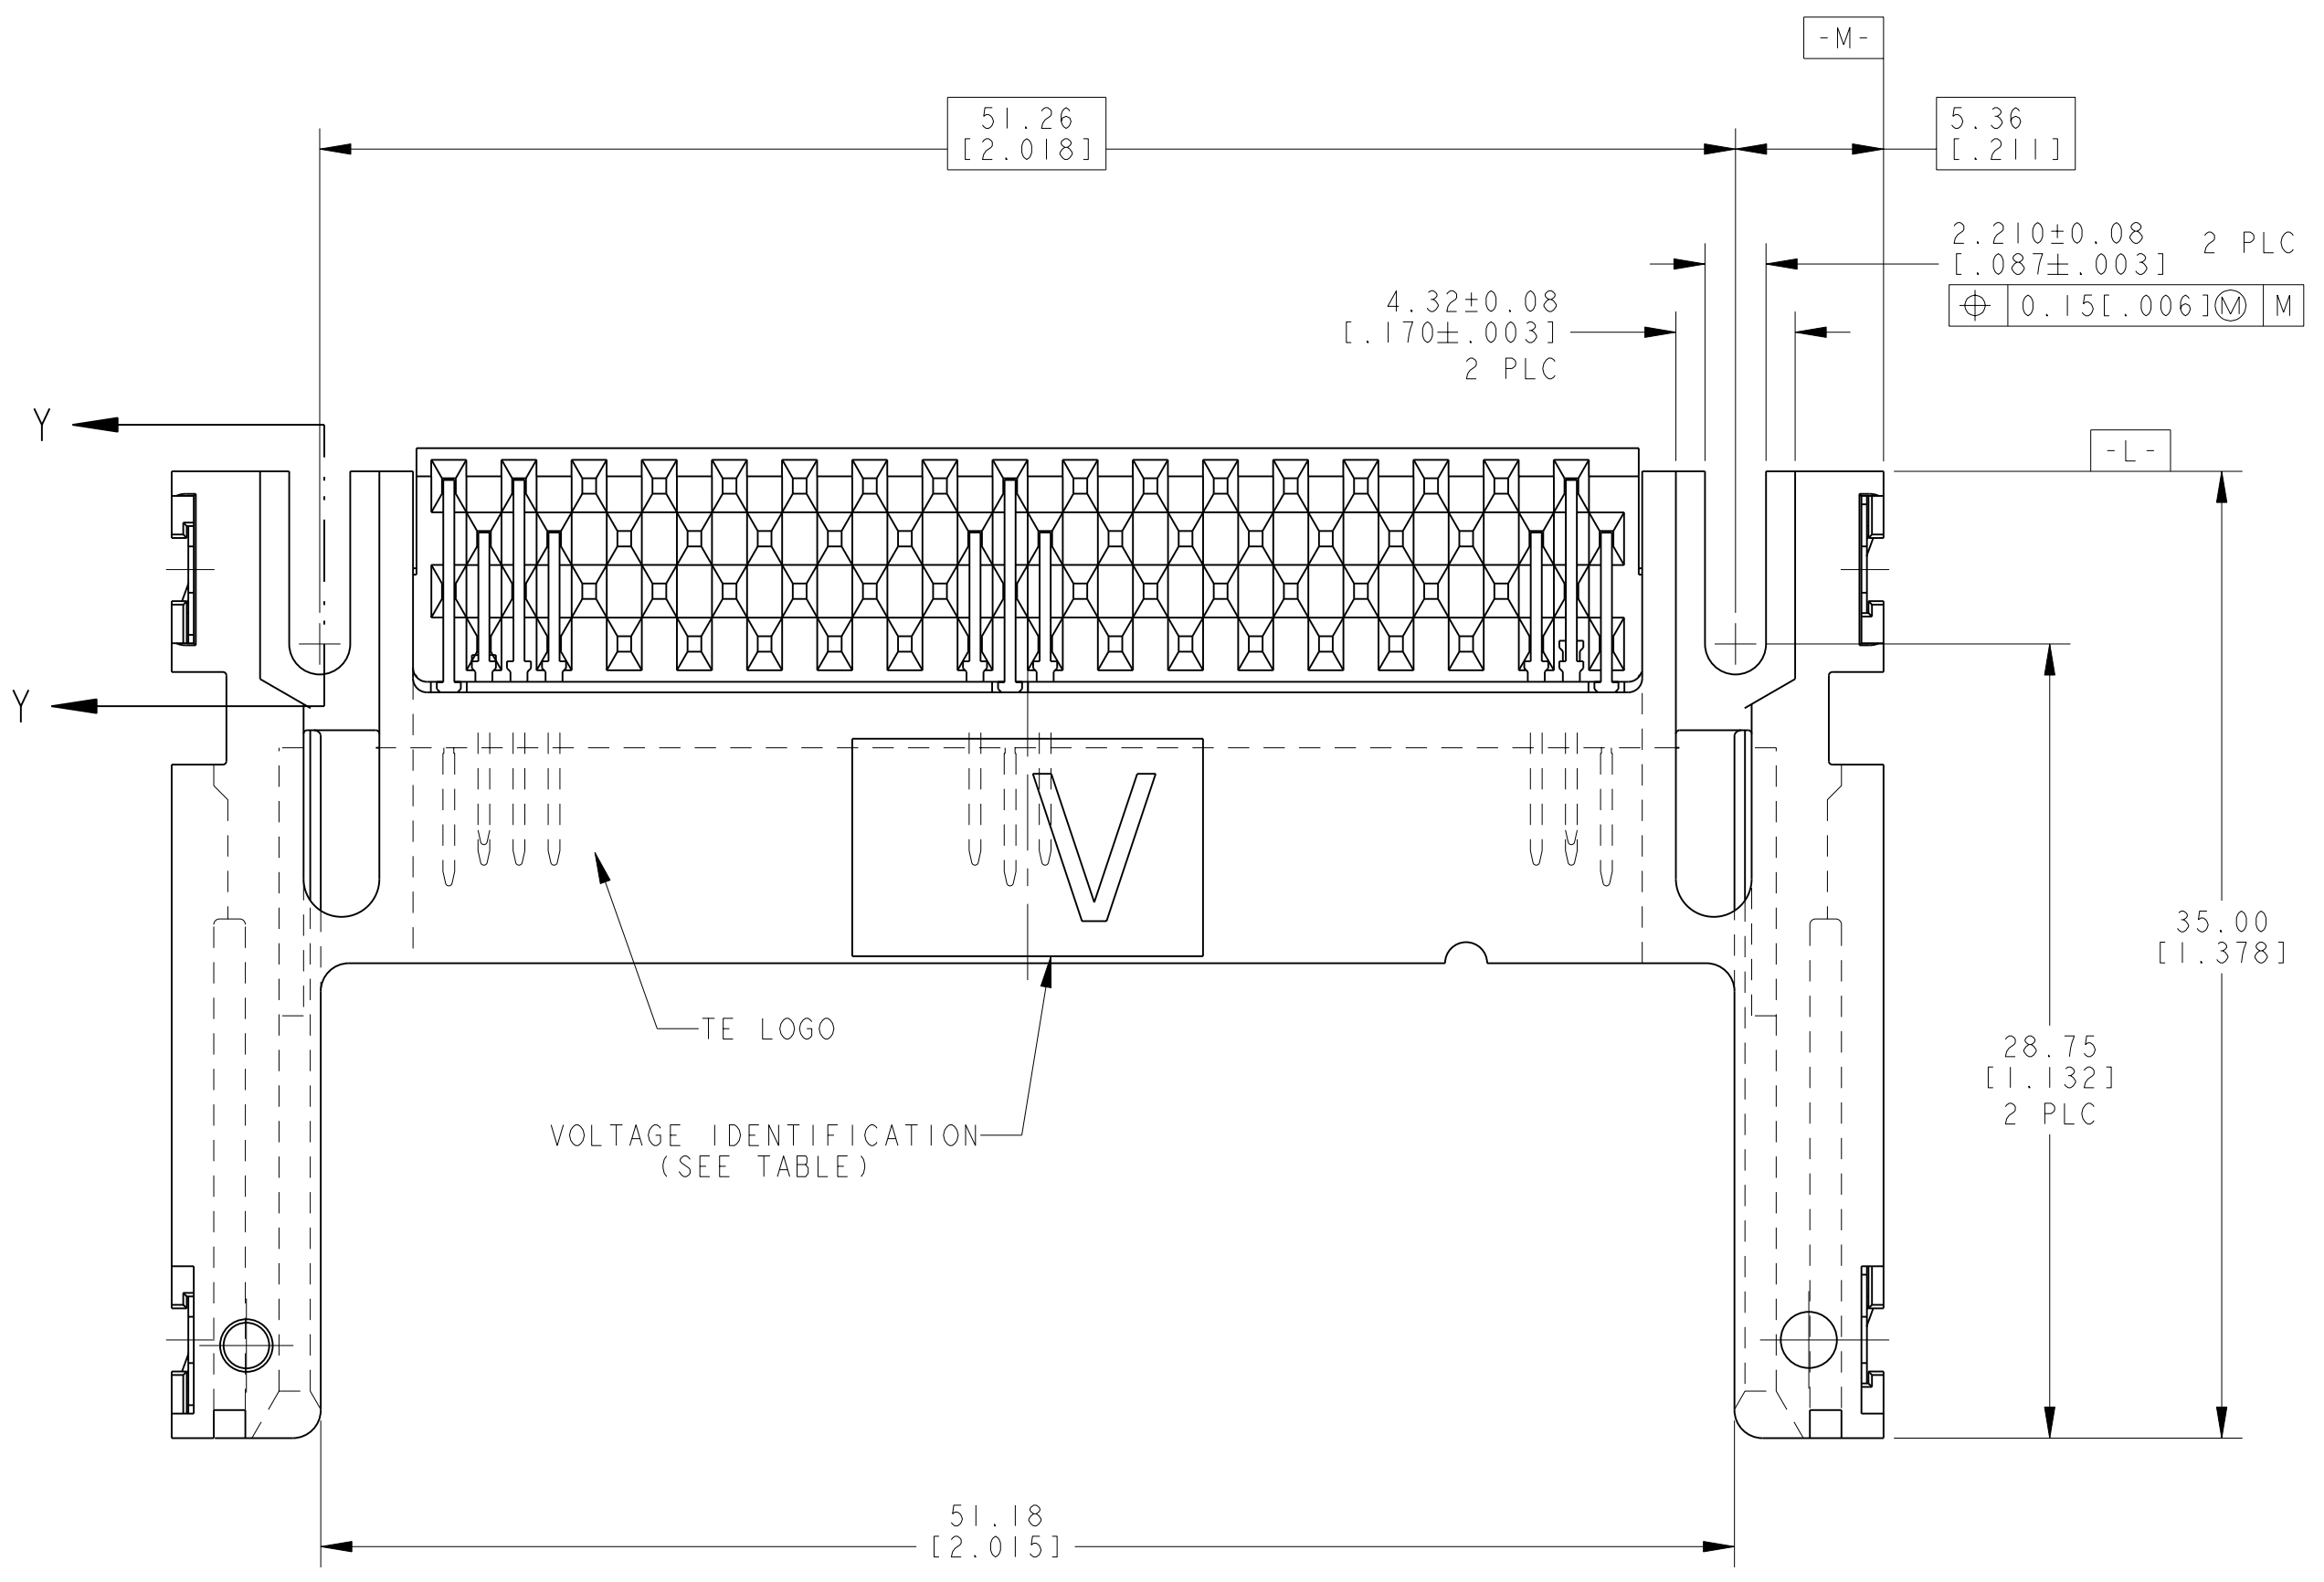 -M-
51.26
[2.018]
5.36
[.211]
2.210±0.08 2 PLC
[.087±.003]
0.15[.006]Ⓜ M
4.32±0.08
[.170±.003]
2 PLC
Y
-L-
Y
V
35.00
[1.378]
TE LOGO
28.75
[1.132]
2 PLC
VOLTAGE IDENTIFICATION
(SEE TABLE)
51.18
[2.015]